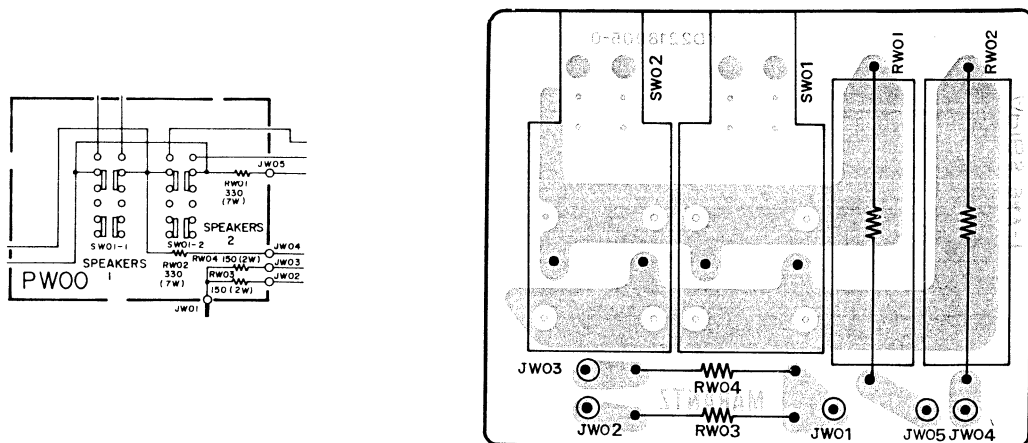 JW05
RW01
330
(7W)
SPEAKERS
2
SW01-1
SW01-2
JW04
SPEAKERS
1
RW02
330
(7W)
RW04 150(2W)
JW03
RW03
150(2W)
JW02
PW00
JW01
SW02
SW01
RW01
RW02
JW03
RW04
MARANTZ
JW02
RW03
JW01
JW05
JW04